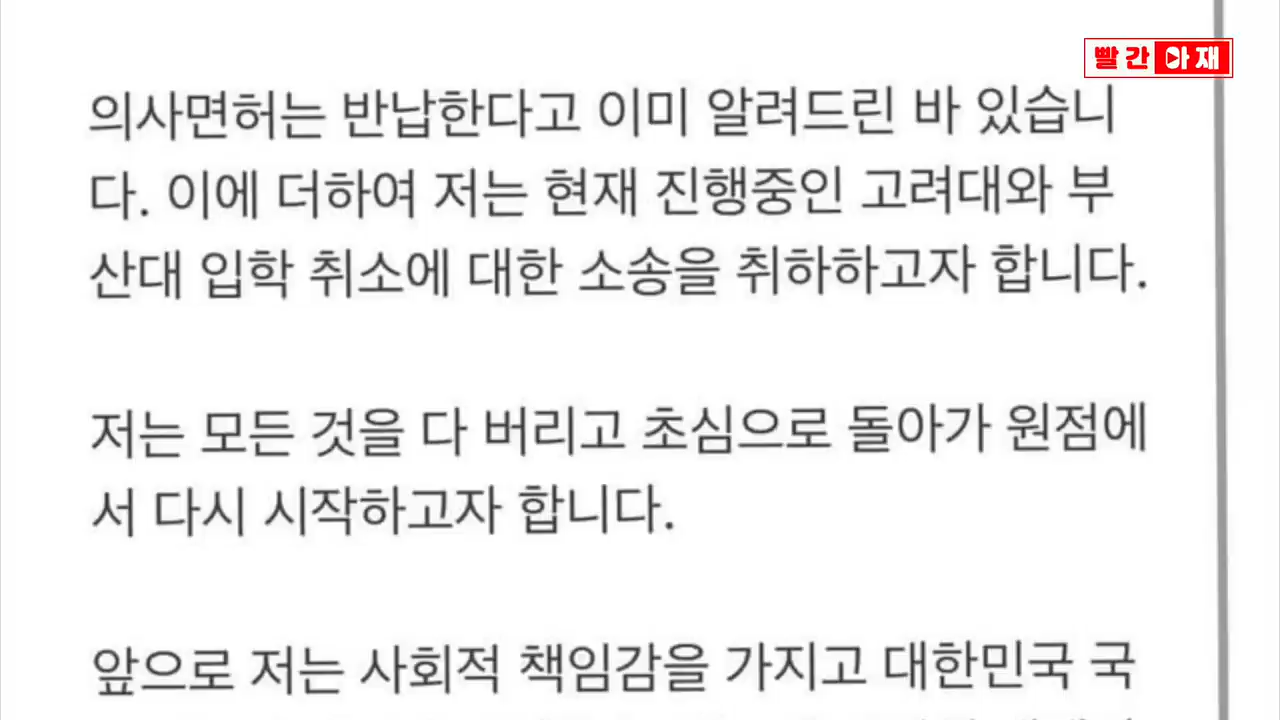 빨간아재
의사면허는 반납한다고 이미 알려드린 바 있습니
다. 이에 더하여 저는 현재 진행중인 고려대와 부
산대 입학 취소에 대한 소송을 취하하고자 합니다.
저는 모든 것을 다 버리고 초심으로 돌아가 원점에
서 다시 시작하고자 합니다.
앞으로 저는 사회적 책임감을 가지고 대한민국 국